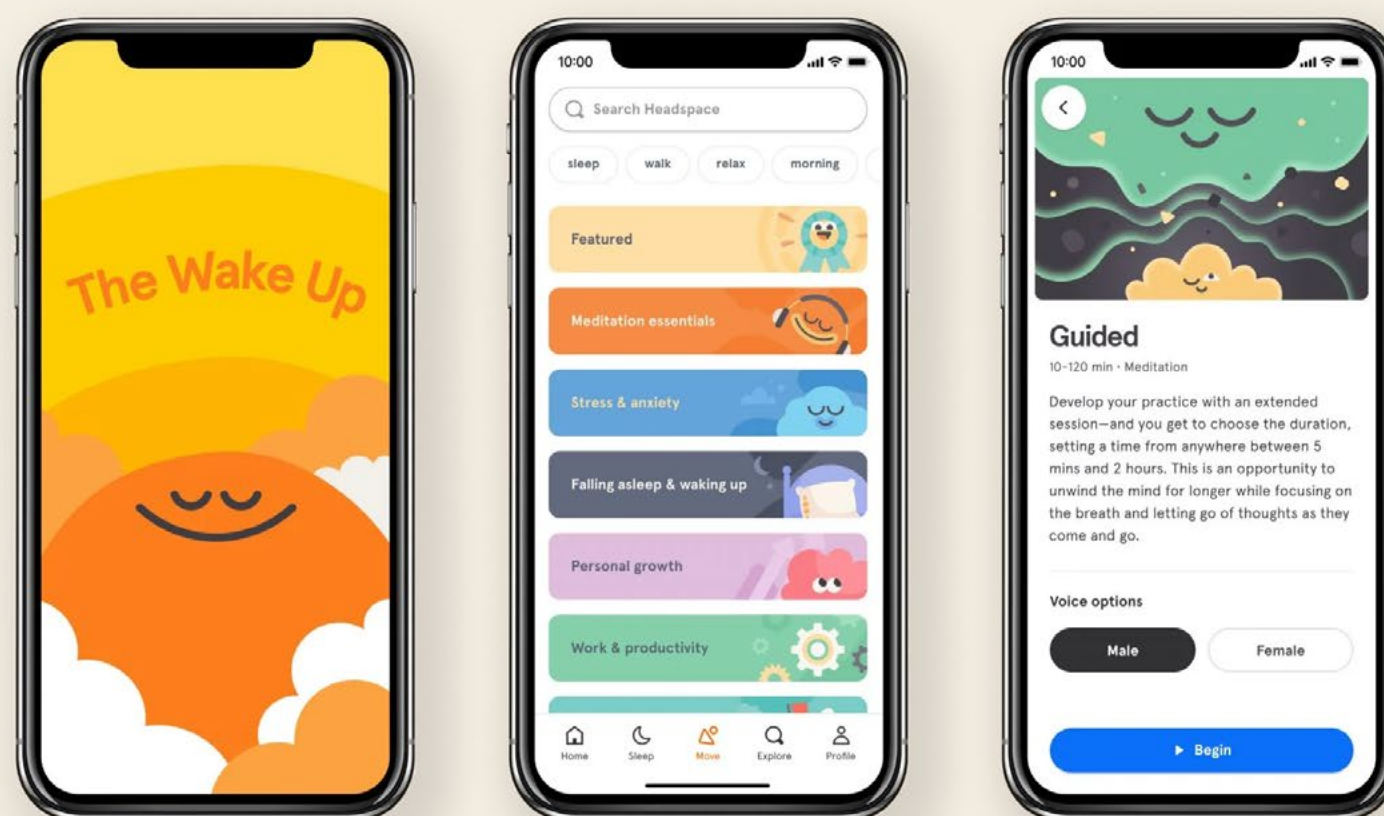 The Wake Up
10:00
Search Headspace
sleep walk relax morning
Featured
Meditation essentials
Stress & anxiety
Falling asleep & waking up
Personal growth
Work & productivity
Home Sleep Move Explore Profile
10:00
Guided
10-120 min · Meditation
Develop your practice with an extended
session—and you get to choose the duration,
setting a time from anywhere between 5
mins and 2 hours. This is an opportunity to
unwind the mind for longer while focusing on
the breath and letting go of thoughts as they
come and go.
Voice options
Male Female
Begin